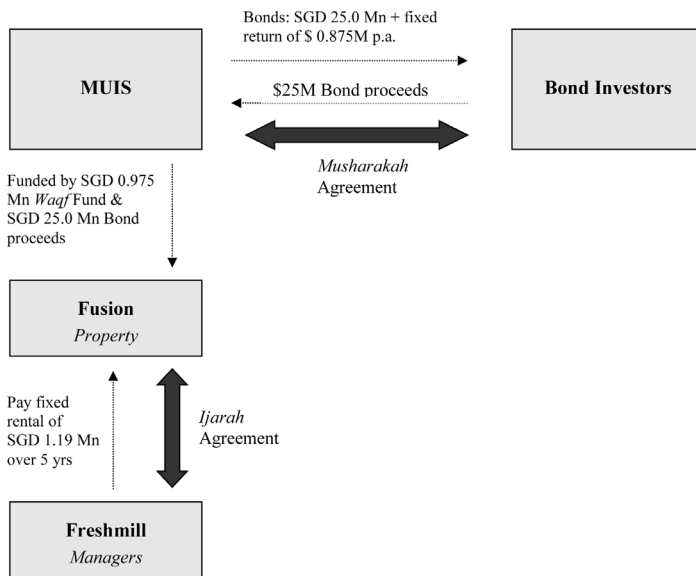 Bonds: SGD 25.0 Mn + fixed
return of $ 0.875M p.a.
MUIS
$25M Bond proceeds
Bond Investors
Musharakah
Agreement
Funded by SGD 0.975
Mn Waqf Fund &
SGD 25.0 Mn Bond
proceeds
Fusion
Property
Pay fixed
rental of
SGD 1.19 Mn
over 5 yrs
Ijarah
Agreement
Freshmill
Managers